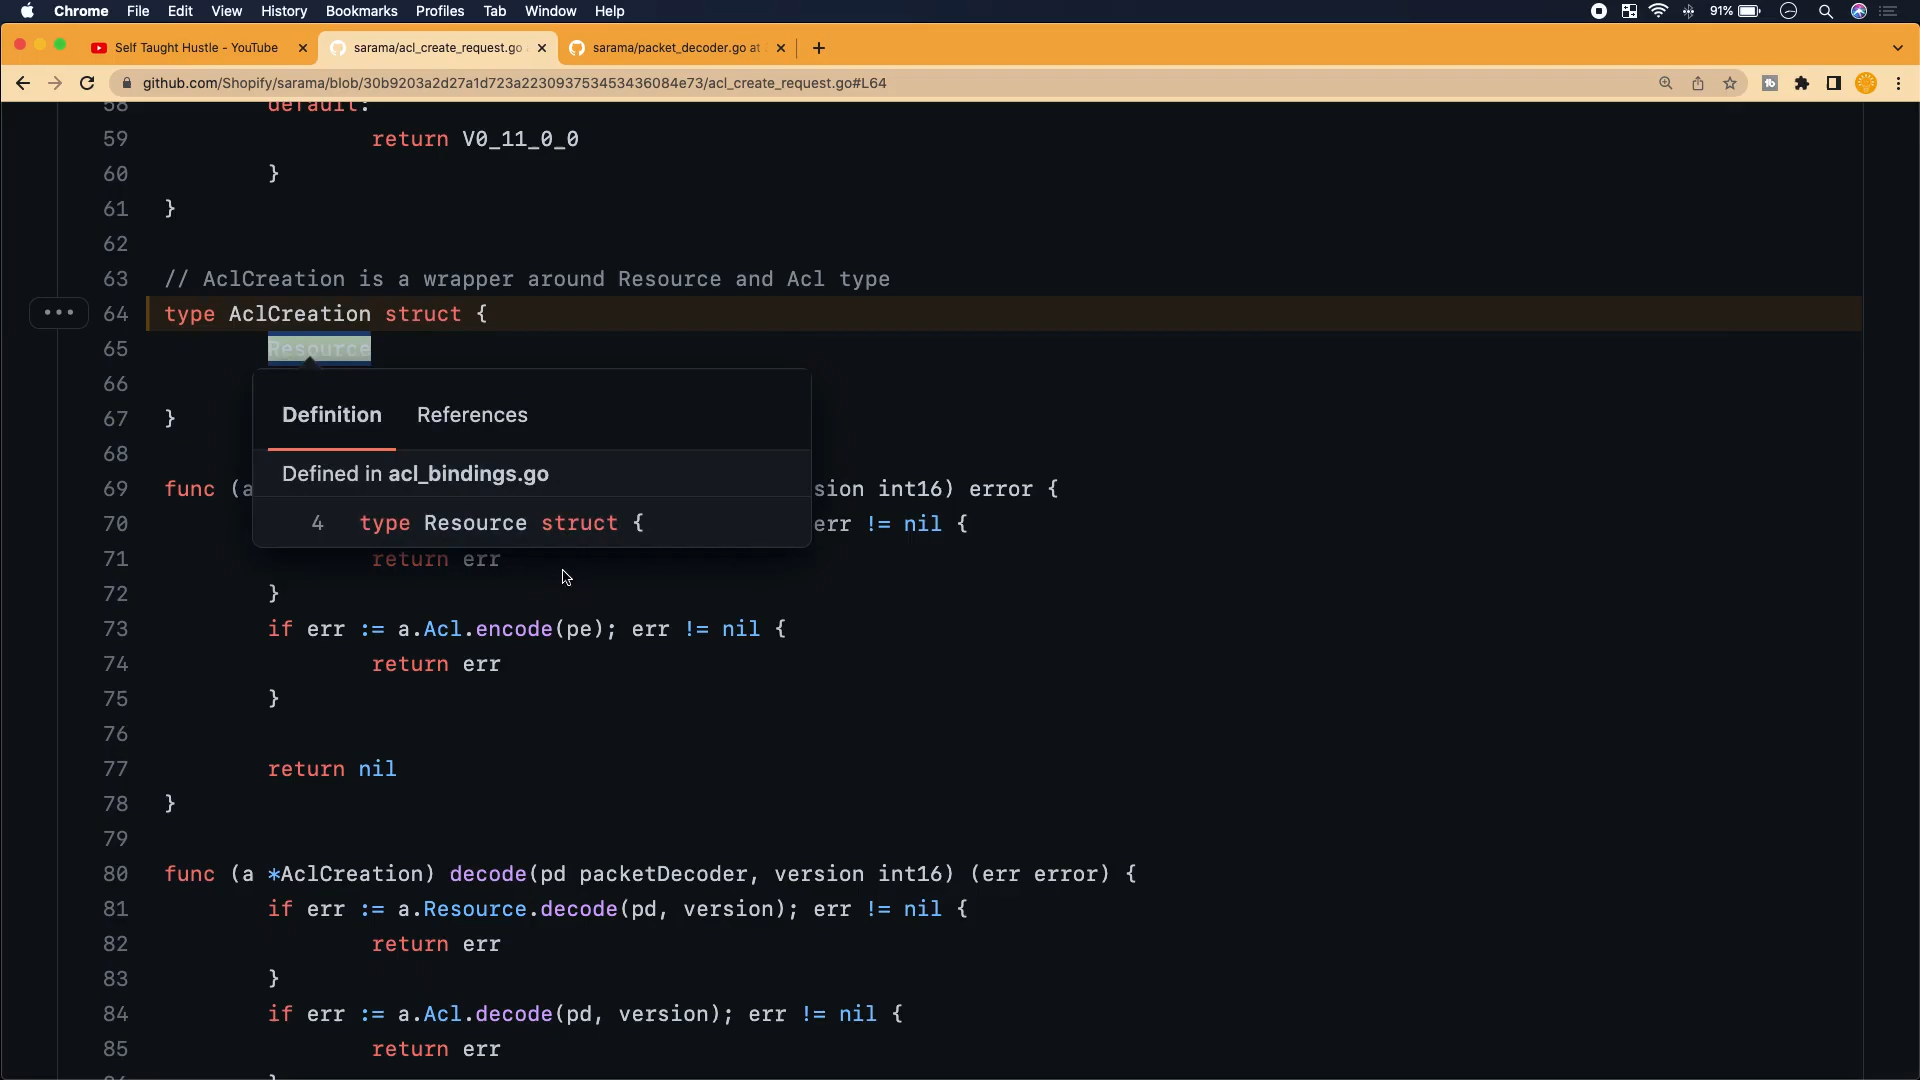 Chrome File Edit View History Bookmarks Profiles Tab Window Help 91%
Self Taught Hustle - YouTube sarama/acl_create_request.go sarama/packet_decoder.go at
github.com/Shopify/sarama/blob/30b9203a2d27a1d723a223093753453436084e73/acl_create_request.go#L64
58 default:
59 return V0_11_0_0
60 }
61 }
62
63 // AclCreation is a wrapper around Resource and Acl type
64 type AclCreation struct {
65 Resource
66
67 }
68
Definition References
Defined in acl_bindings.go
4 type Resource struct {
69 func (a sion int16) error {
70 err != nil {
71 return err
72 }
73 if err := a.Acl.encode(pe); err != nil {
74 return err
75 }
76
77 return nil
78 }
79
80 func (a *AclCreation) decode(pd packetDecoder, version int16) (err error) {
81 if err := a.Resource.decode(pd, version); err != nil {
82 return err
83 }
84 if err := a.Acl.decode(pd, version); err != nil {
85 return err
}